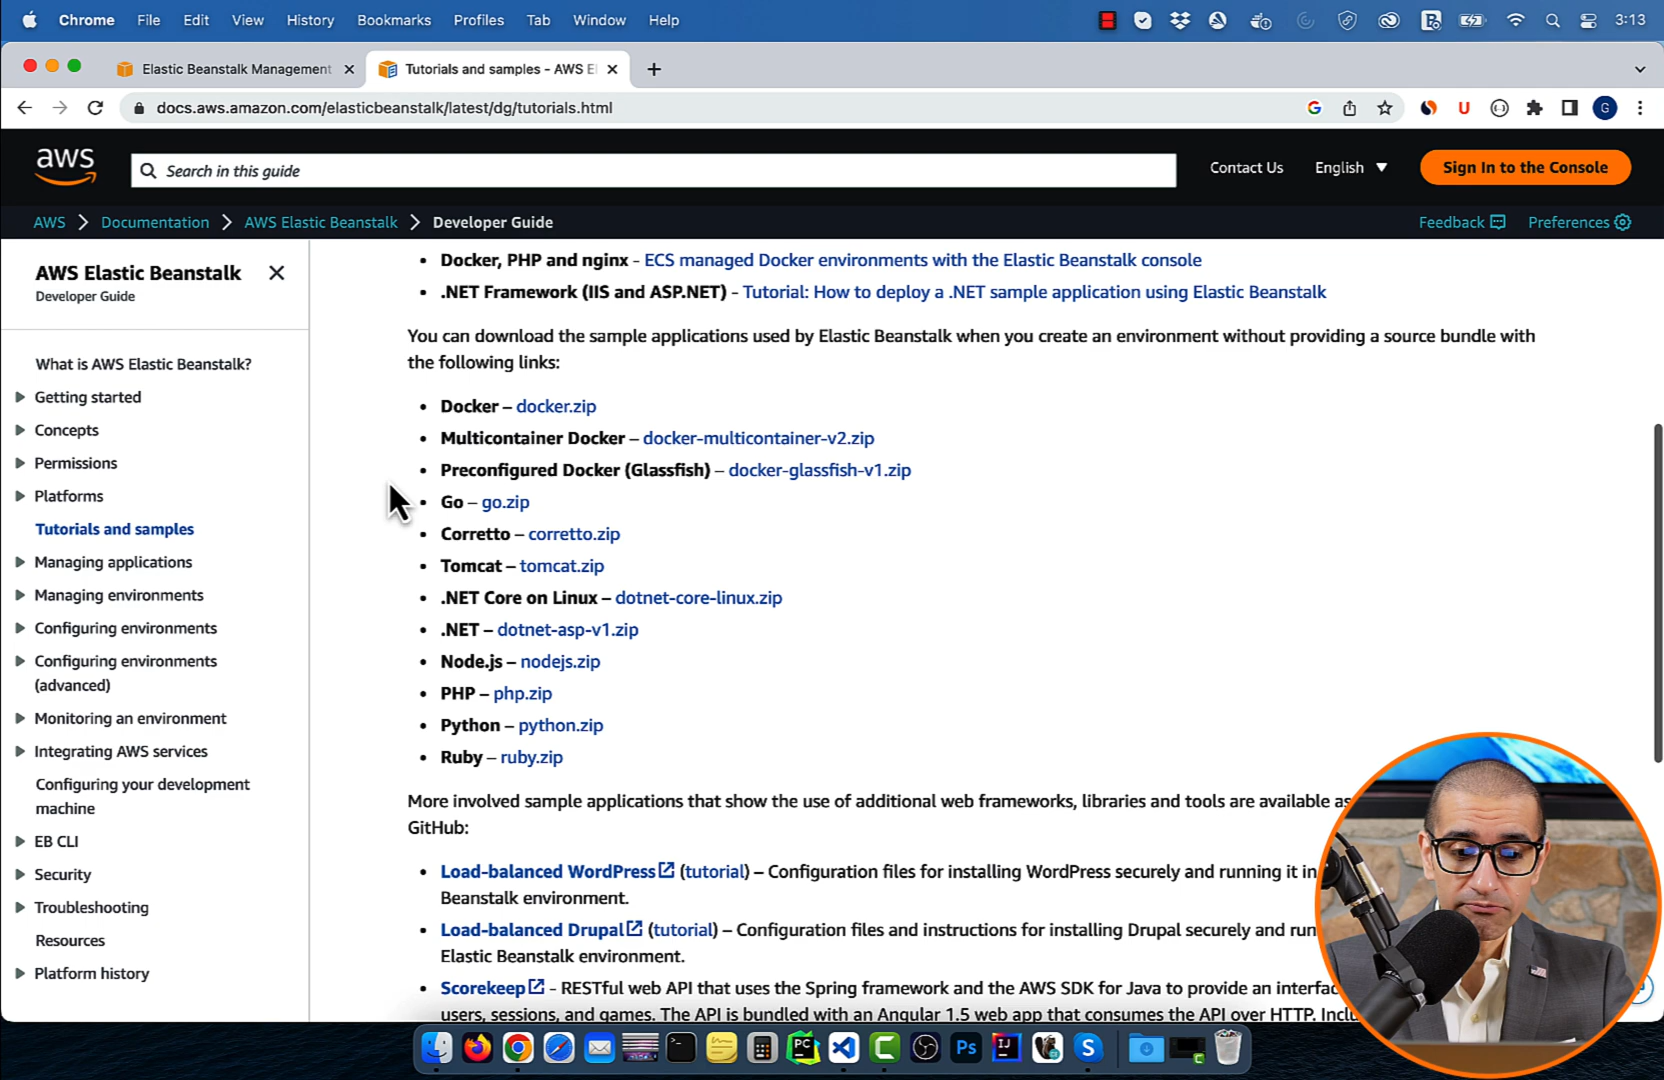 Chrome File Edit View History Bookmarks Profiles Tab Window Help 3:13
Elastic Beanstalk Management
Tutorials and samples - AWS El
docs.aws.amazon.com/elasticbeanstalk/latest/dg/tutorials.html
G U G
aws
Search in this guide
Contact Us English Sign In to the Console
AWS Documentation AWS Elastic Beanstalk Developer Guide Feedback Preferences
AWS Elastic Beanstalk
Developer Guide
What is AWS Elastic Beanstalk?
Getting started
Concepts
Permissions
Platforms
Tutorials and samples
Managing applications
Managing environments
Configuring environments
Configuring environments
(advanced)
Monitoring an environment
Integrating AWS services
Configuring your development
machine
EB CLI
Security
Troubleshooting
Resources
Platform history
• Docker, PHP and nginx - ECS managed Docker environments with the Elastic Beanstalk console
• .NET Framework (IIS and ASP.NET) - Tutorial: How to deploy a .NET sample application using Elastic Beanstalk
You can download the sample applications used by Elastic Beanstalk when you create an environment without providing a source bundle with
the following links:
• Docker – docker.zip
• Multicontainer Docker – docker-multicontainer-v2.zip
• Preconfigured Docker (Glassfish) – docker-glassfish-v1.zip
• Go – go.zip
• Corretto – corretto.zip
• Tomcat – tomcat.zip
• .NET Core on Linux – dotnet-core-linux.zip
• .NET – dotnet-asp-v1.zip
• Node.js – nodejs.zip
• PHP – php.zip
• Python – python.zip
• Ruby – ruby.zip
More involved sample applications that show the use of additional web frameworks, libraries and tools are available as
GitHub:
• Load-balanced WordPress (tutorial) – Configuration files for installing WordPress securely and running it in
Beanstalk environment.
• Load-balanced Drupal (tutorial) – Configuration files and instructions for installing Drupal securely and run
Elastic Beanstalk environment.
• Scorekeep - RESTful web API that uses the Spring framework and the AWS SDK for Java to provide an interfa
users, sessions, and games. The API is bundled with an Angular 1.5 web app that consumes the API over HTTP. Incl
PC C Ps IJ S